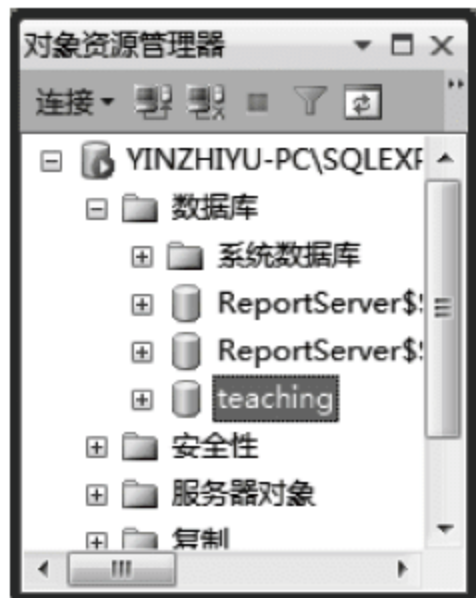 对象资源管理器
连接
YINZHIYU-PC\SQLEXP
数据库
系统数据库
ReportServer$
ReportServer$
teaching
安全性
服务器对象
复制